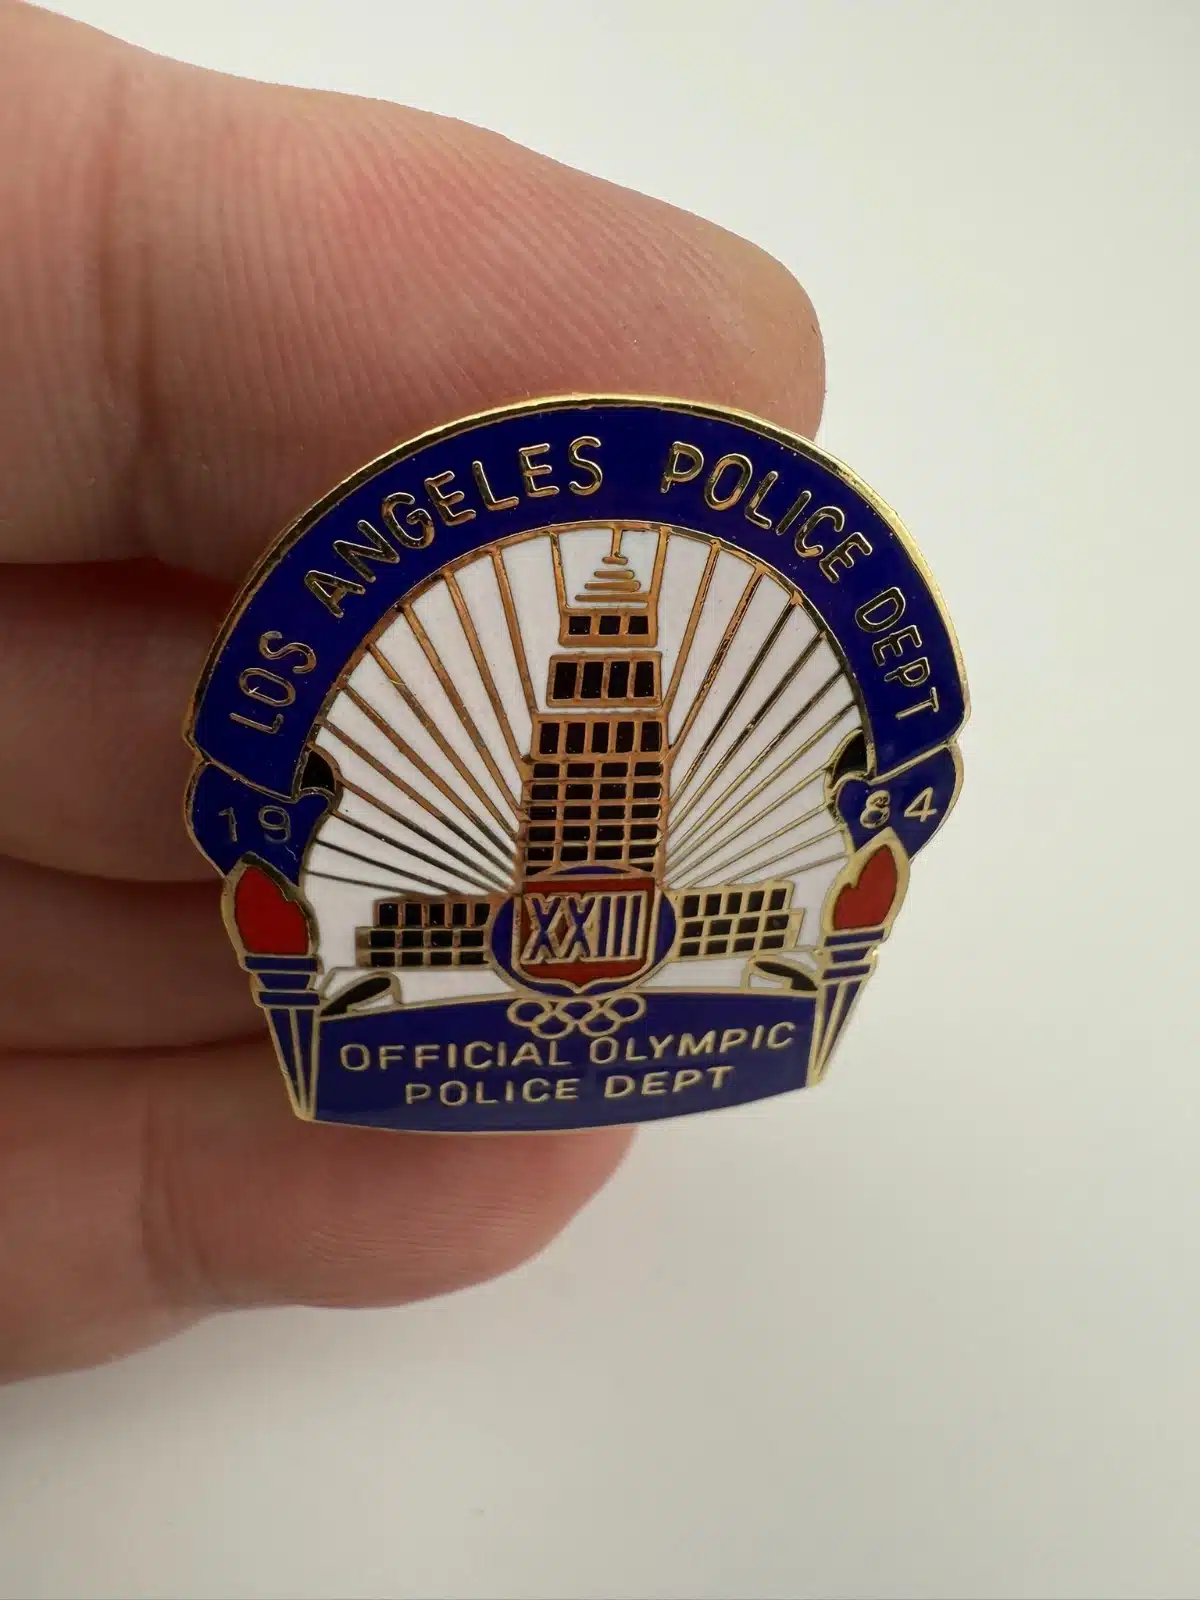 LOS ANGELES POLICE DEPT
19 84
XXIII
OFFICIAL OLYMPIC
POLICE DEPT